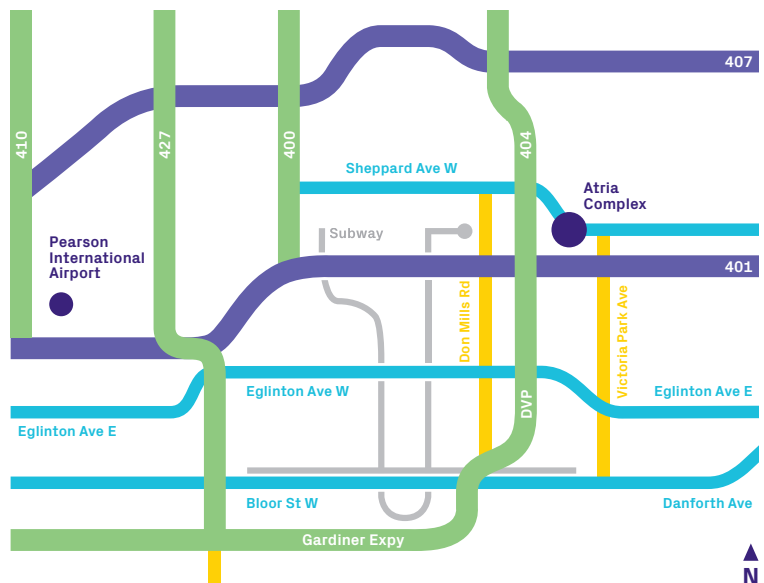 407
410
427
400
404
Sheppard Ave W
Atria
Complex
Subway
Pearson
International
Airport
401
Don Mills Rd
Victoria Park Ave
Eglinton Ave W
Eglinton Ave E
DVP
Eglinton Ave E
Bloor St W
Danforth Ave
Gardiner Expy
N